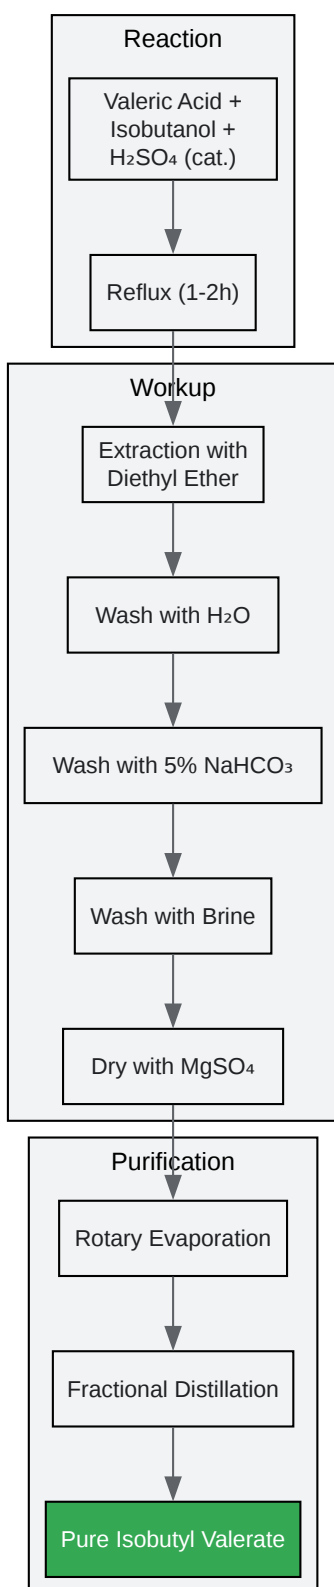 Reaction
Valeric Acid +
Isobutanol +
H₂SO₄ (cat.)
Reflux (1-2h)
Workup
Extraction with
Diethyl Ether
Wash with H₂O
Wash with 5% NaHCO₃
Wash with Brine
Dry with MgSO₄
Purification
Rotary Evaporation
Fractional Distillation
Pure Isobutyl Valerate